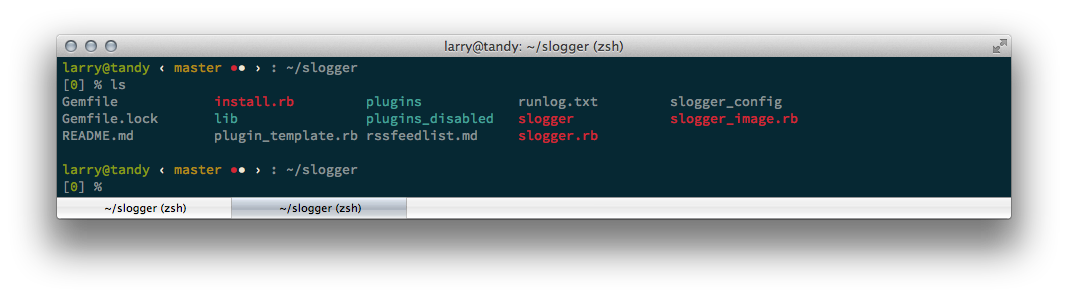 larry@tandy: ~/slogger (zsh)
larry@tandy ‹ master ●● › : ~/slogger
[0] % ls
Gemfile install.rb plugins runlog.txt slogger_config
Gemfile.lock lib plugins_disabled slogger slogger_image.rb
README.md plugin_template.rb rssfeedlist.md slogger.rb
larry@tandy ‹ master ●● › : ~/slogger
[0] %
~/slogger (zsh) ~/slogger (zsh)